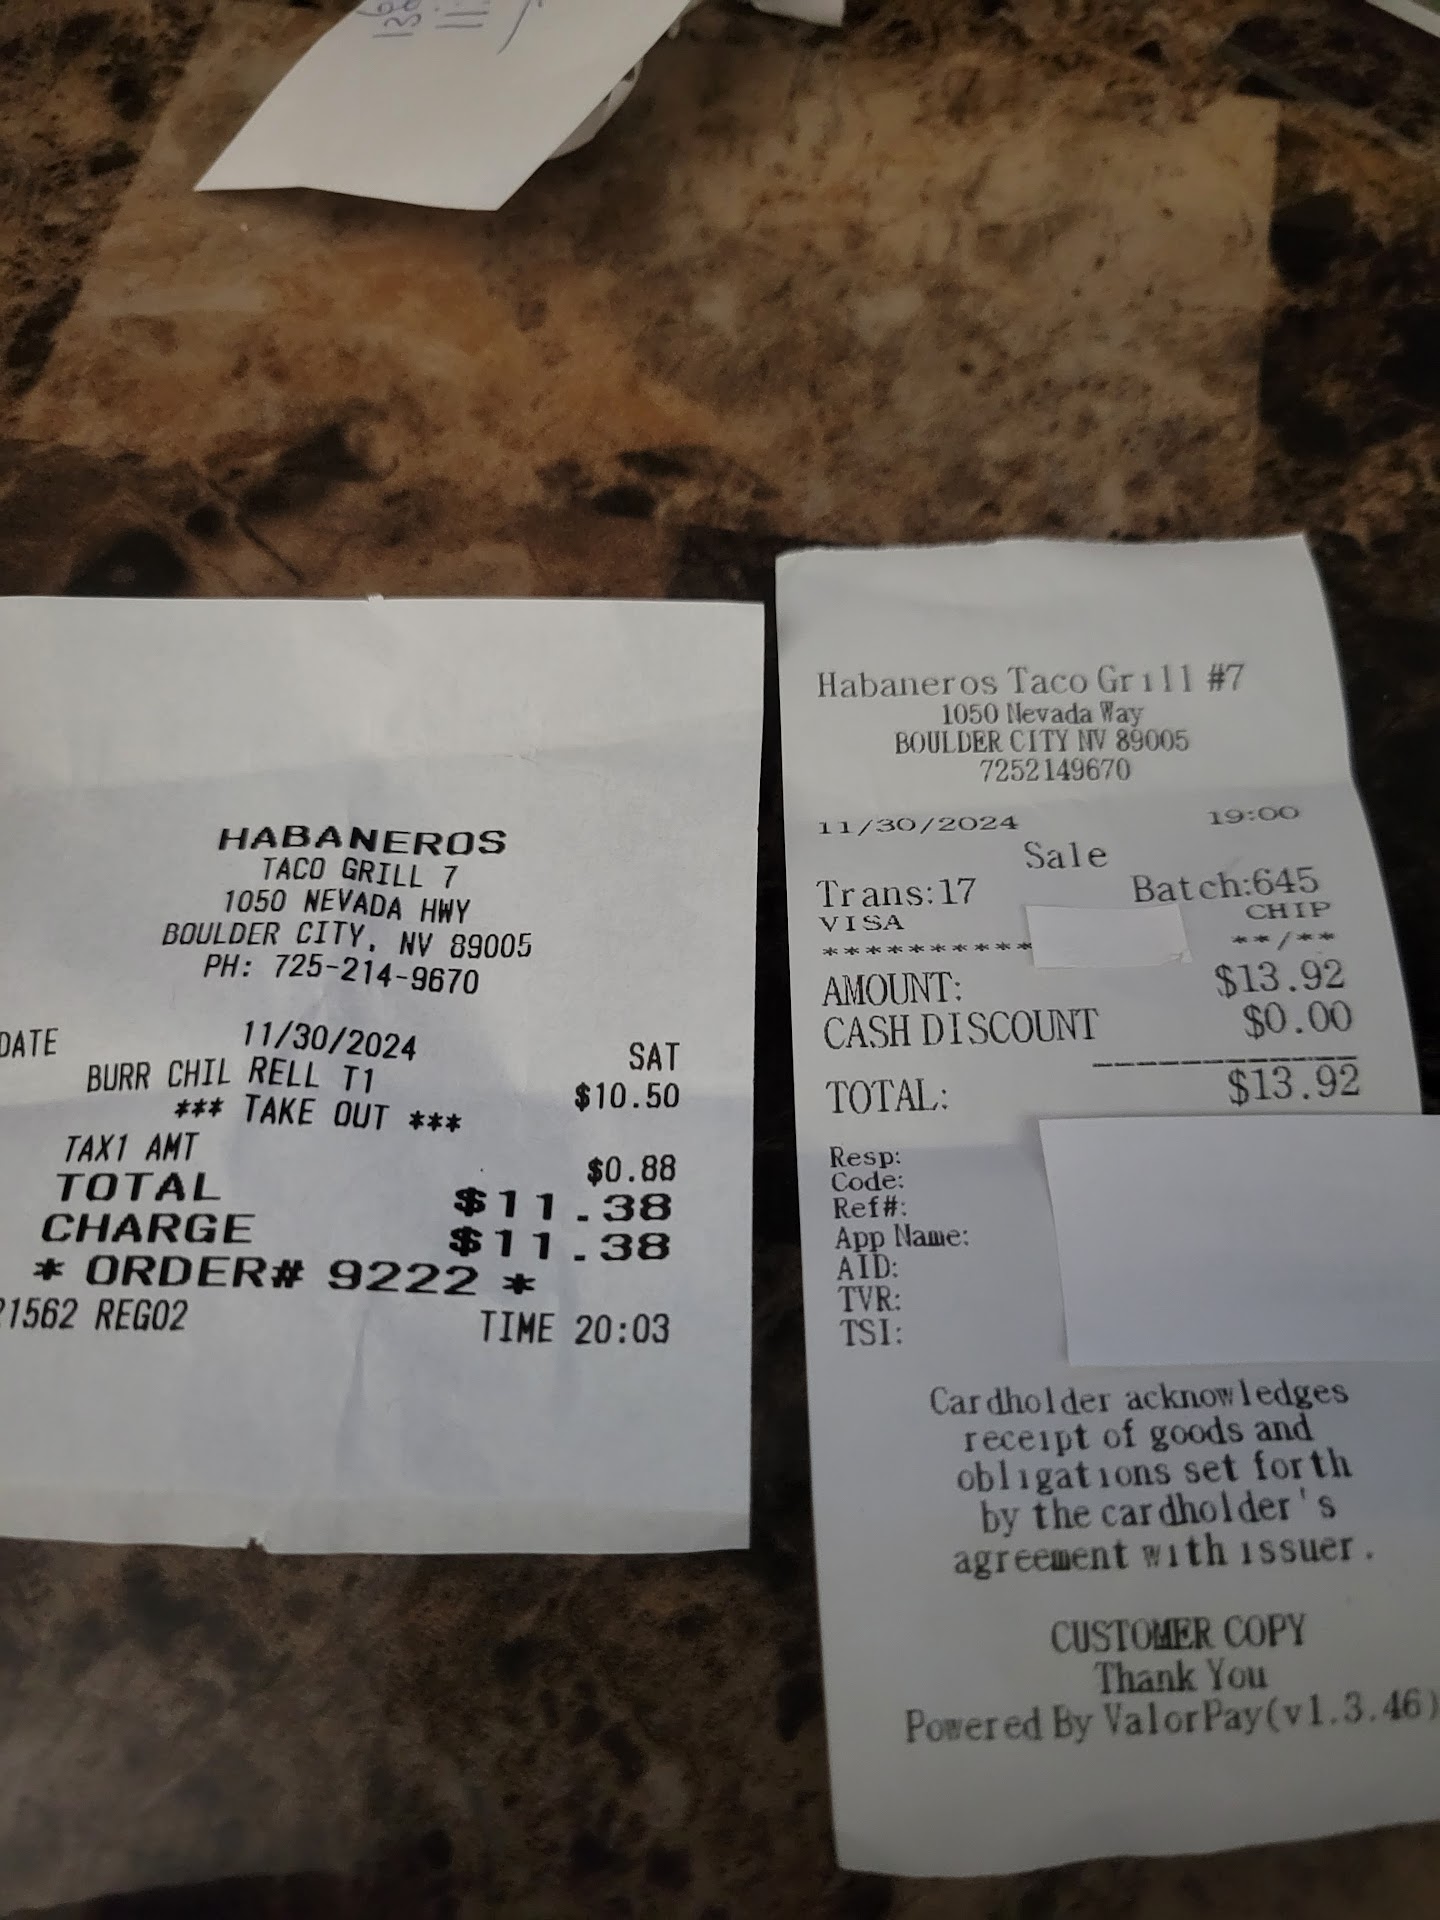 HABANEROS
TACO GRILL 7
1050 NEVADA HWY
BOULDER CITY, NV 89005
PH: 725-214-9670
DATE 11/30/2024 SAT
BURR CHIL RELL T1 $10.50
*** TAKE OUT ***
TAX1 AMT $0.88
TOTAL $11.38
CHARGE $11.38
* ORDER# 9222 *
21562 REG02 TIME 20:03
Habaneros Taco Grill #7
1050 Nevada Way
BOULDER CITY NV 89005
7252149670
11/30/2024 19:00
Sale
Trans:17 Batch:645
VISA CHIP
********** **/**
AMOUNT: $13.92
CASH DISCOUNT $0.00
TOTAL: $13.92
Resp:
Code:
Ref#:
App Name:
AID:
TVR:
TSI:
Cardholder acknowledges
receipt of goods and
obligations set forth
by the cardholder's
agreement with issuer.
CUSTOMER COPY
Thank You
Powered By ValorPay(v1.3.46)